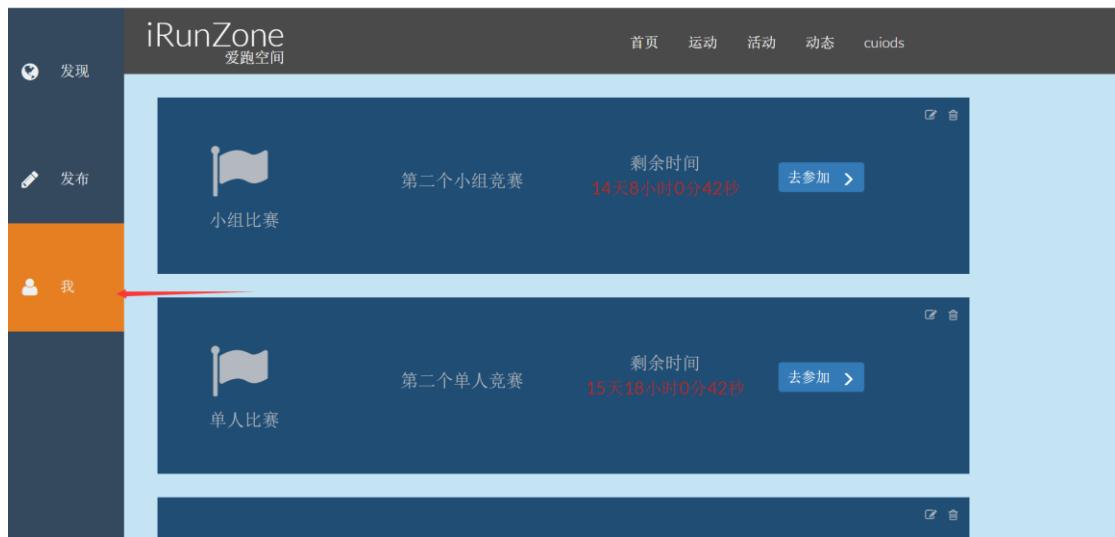 iRunZone
爱跑空间
首页 运动 活动 动态 cuiods
发现
发布
我
小组比赛
第二个小组竞赛
剩余时间
14天8小时0分42秒
去参加
单人比赛
第二个单人竞赛
剩余时间
15天18小时0分42秒
去参加